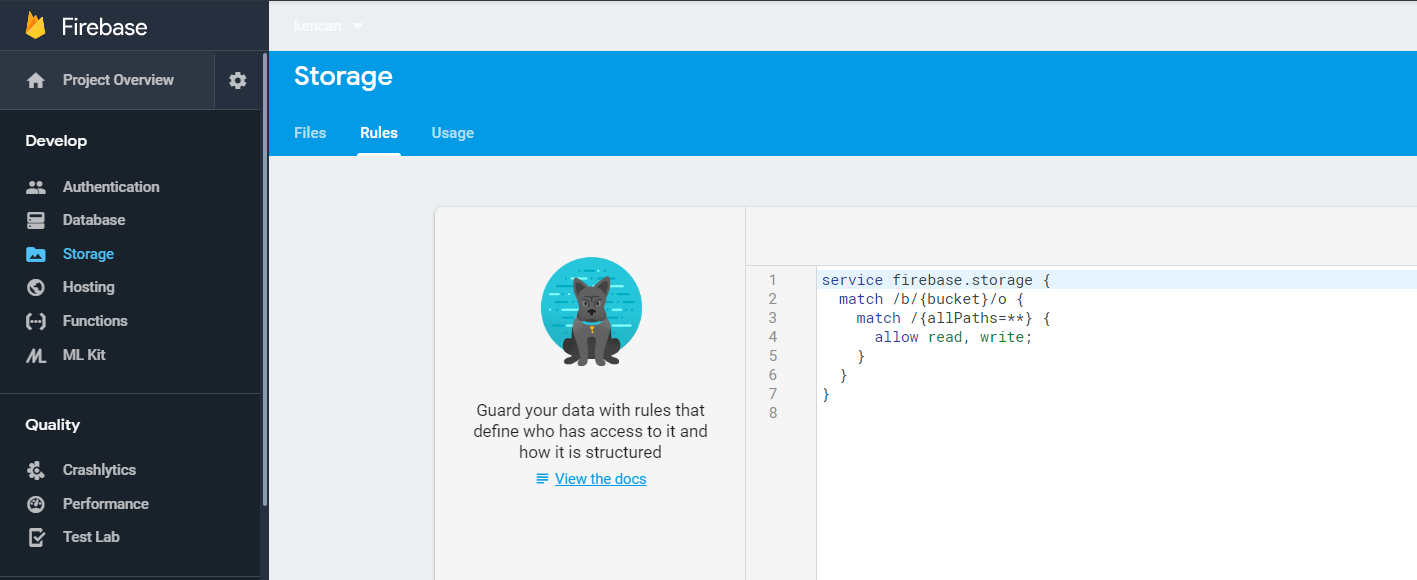 Firebase
kencan
Project Overview
Storage
Files Rules Usage
Develop
Authentication
Database
Storage
Hosting
Functions
ML Kit
Quality
Crashlytics
Performance
Test Lab
Guard your data with rules that
define who has access to it and
how it is structured
View the docs
1 service firebase.storage {
2 match /b/{bucket}/o {
3 match /{allPaths=**} {
4 allow read, write;
5 }
6 }
7 }
8